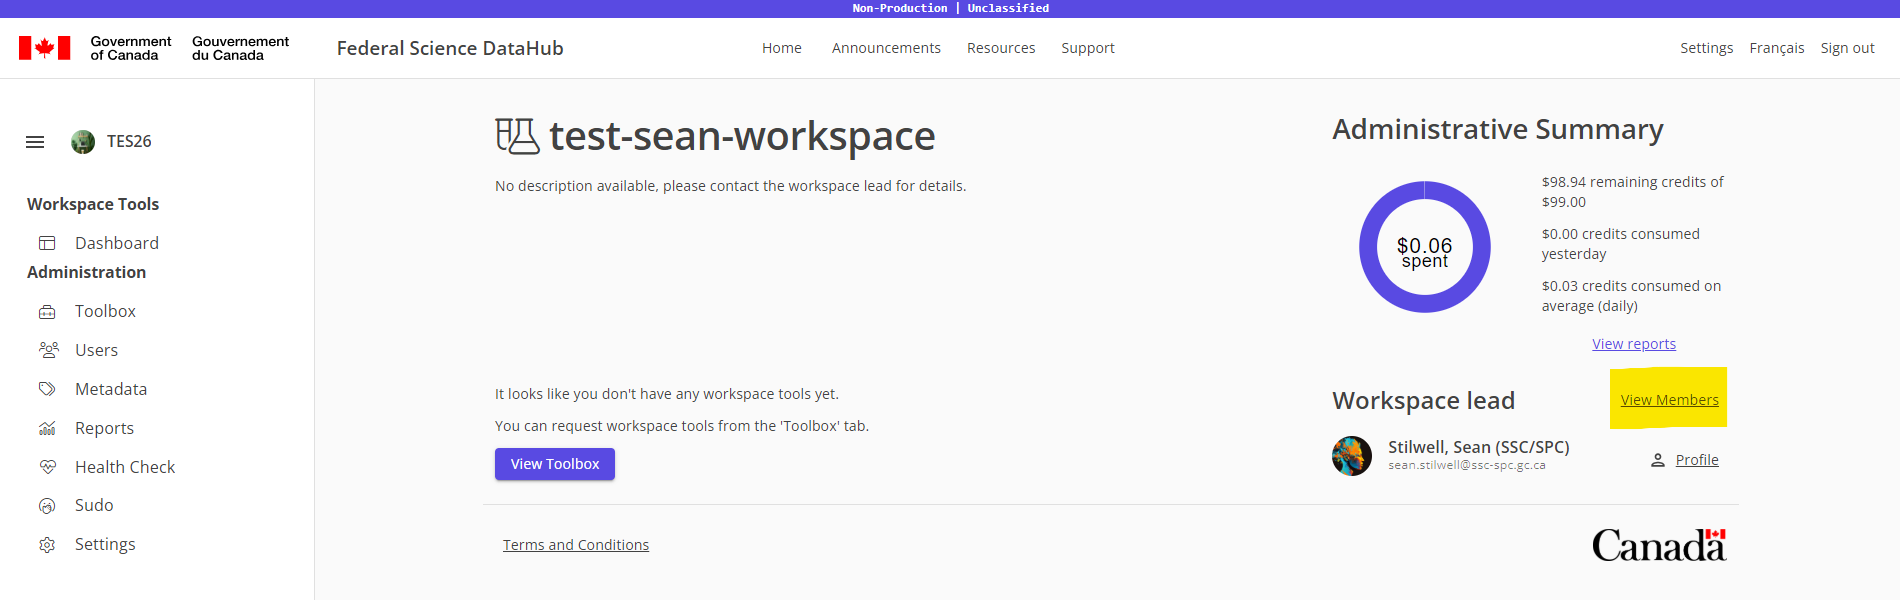 Non-Production | Unclassified
Government of Canada
Gouvernement du Canada
Federal Science DataHub
Home
Announcements
Resources
Support
Settings
Français
Sign out
TES26
Workspace Tools
Dashboard
Administration
Toolbox
Users
Metadata
Reports
Health Check
Sudo
Settings
test-sean-workspace
No description available, please contact the workspace lead for details.
It looks like you don't have any workspace tools yet.
You can request workspace tools from the 'Toolbox' tab.
View Toolbox
Administrative Summary
$0.06
spent
$98.94 remaining credits of
$99.00
$0.00 credits consumed
yesterday
$0.03 credits consumed on
average (daily)
View reports
Workspace lead
View Members
Stilwell, Sean (SSC/SPC)
sean.stilwell@ssc-spc.gc.ca
Profile
Terms and Conditions
Canada